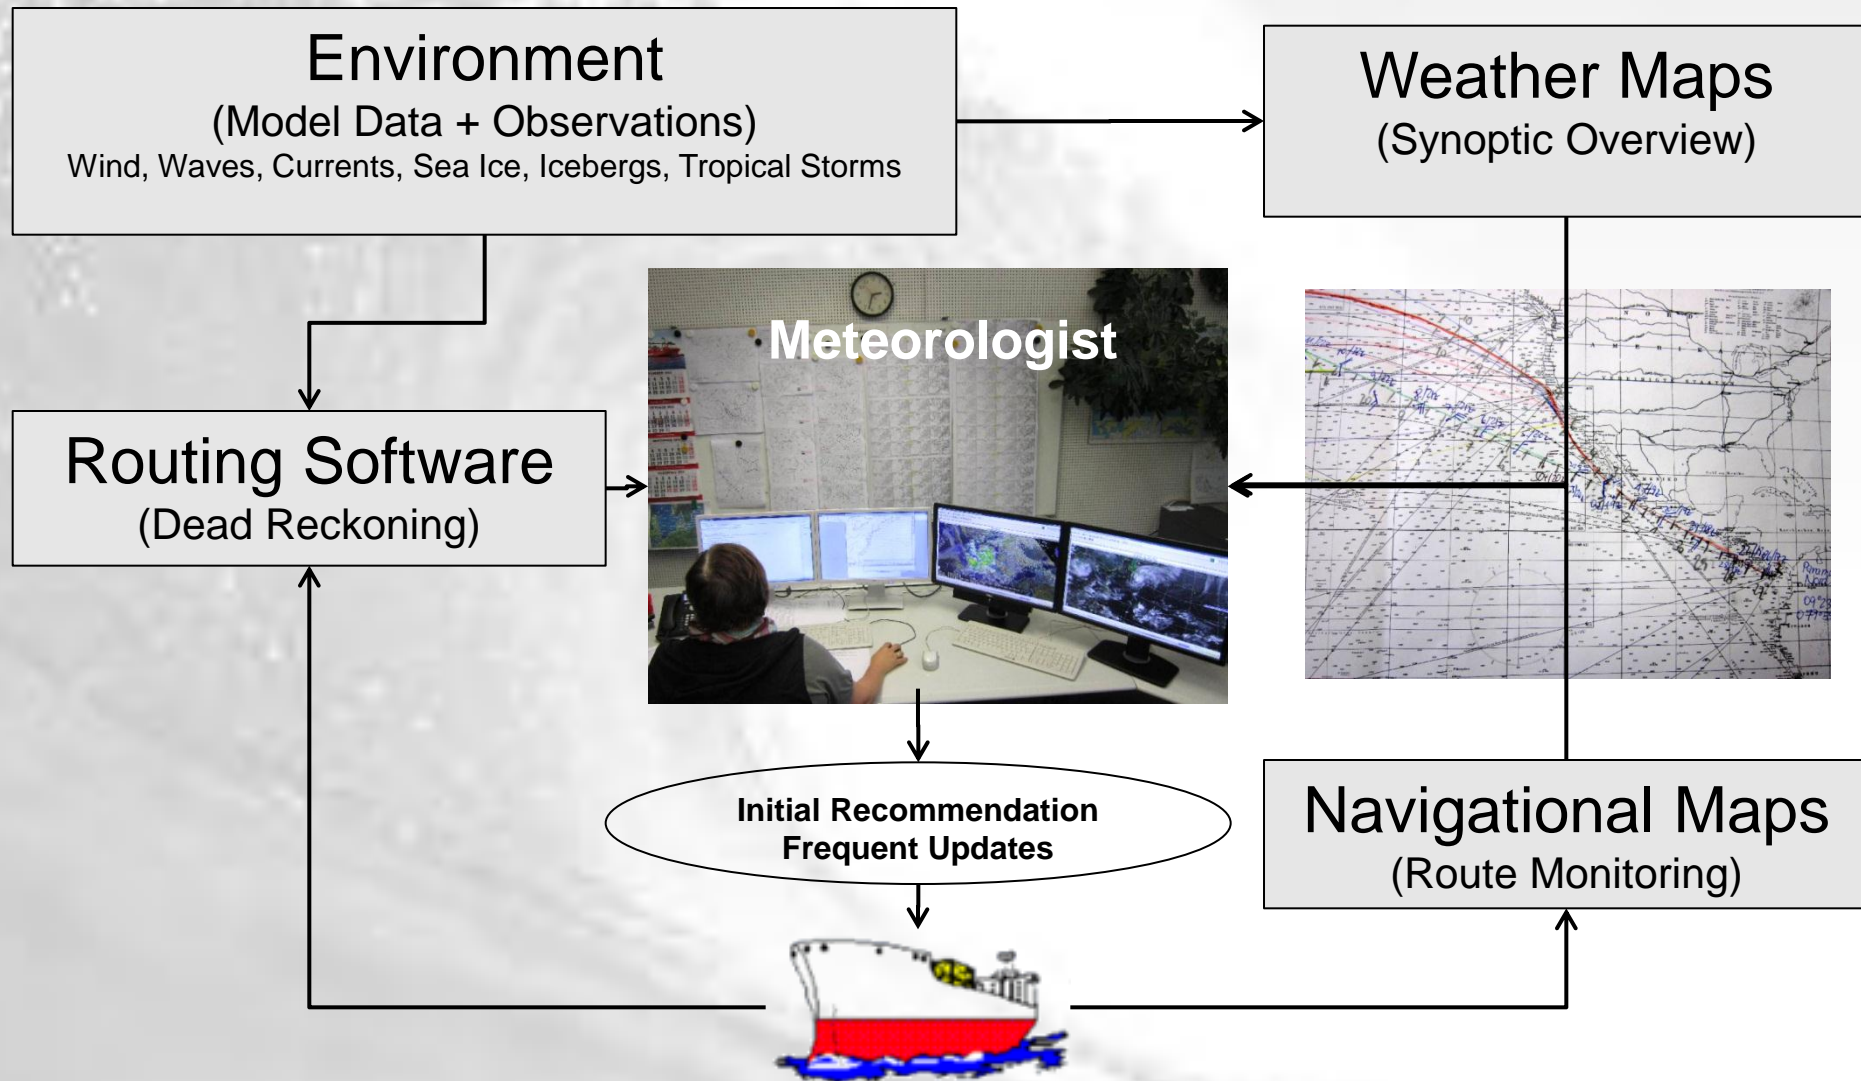 Environment
(Model Data + Observations)
Wind, Waves, Currents, Sea Ice, Icebergs, Tropical Storms
Weather Maps
(Synoptic Overview)
Meteorologist
Routing Software
(Dead Reckoning)
Initial Recommendation
Frequent Updates
Navigational Maps
(Route Monitoring)